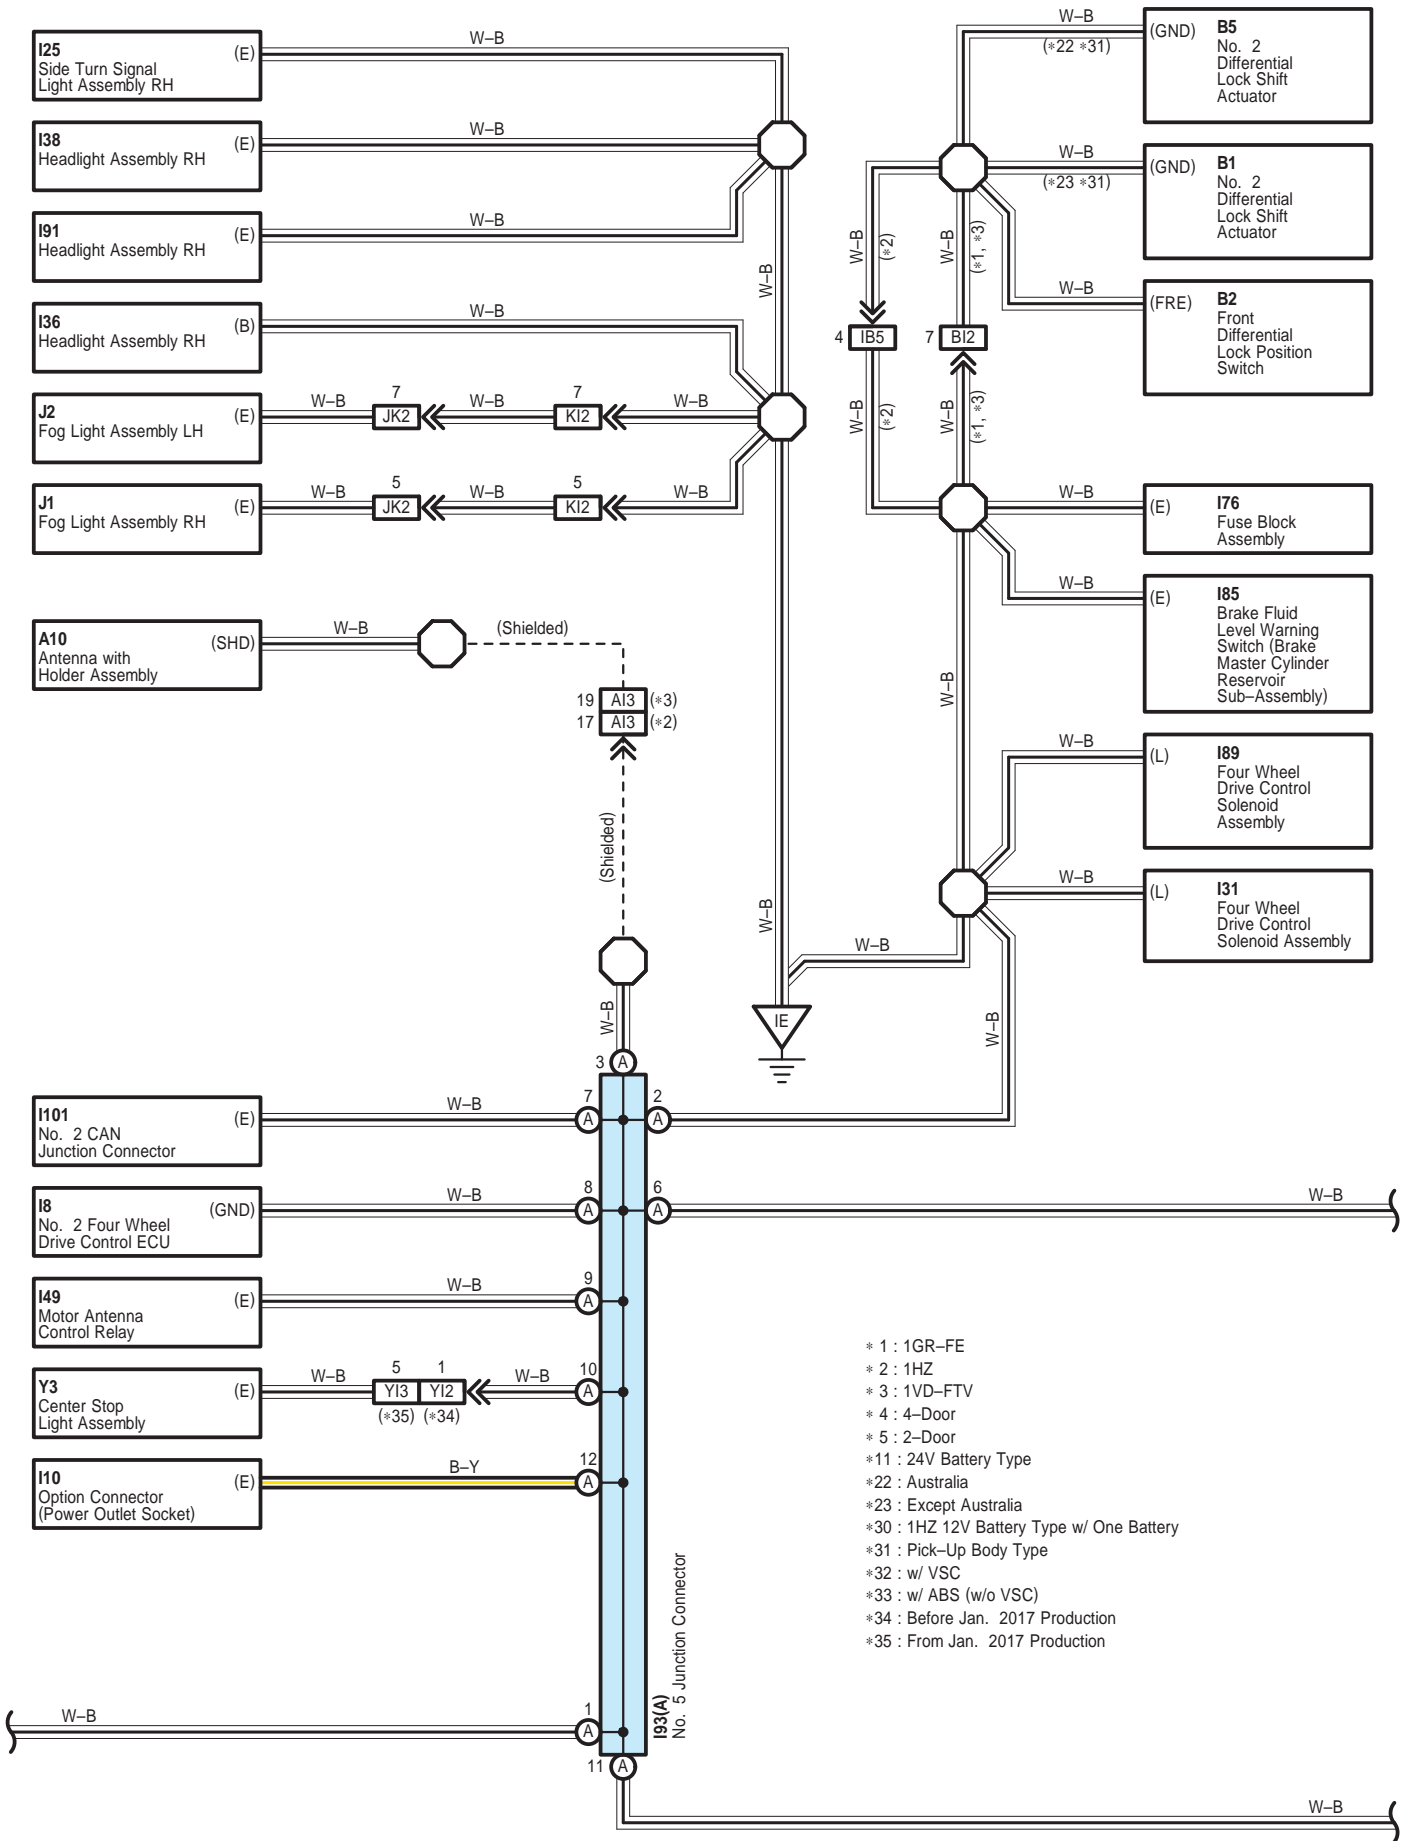 I25
(E)
Side Turn Signal
Light Assembly RH
W–B
I38
(E)
Headlight Assembly RH
W–B
I91
(E)
Headlight Assembly RH
W–B
I36
(B)
Headlight Assembly RH
W–B
J2
(E)
Fog Light Assembly LH
W–B
7
JK2
W–B
7
KI2
W–B
J1
(E)
Fog Light Assembly RH
W–B
5
JK2
W–B
5
KI2
W–B
W–B
W–B
W–B
(∗22 ∗31)
(GND)
B5
No. 2
Differential
Lock Shift
Actuator
W–B
(∗23 ∗31)
(GND)
B1
No. 2
Differential
Lock Shift
Actuator
W–B
(FRE)
B2
Front
Differential
Lock Position
Switch
W–B
(∗2)
W–B
(∗1, ∗3)
4 IB5
7 BI2
W–B
(∗2)
W–B
(∗1, ∗3)
W–B
(E)
I76
Fuse Block
Assembly
W–B
(E)
I85
Brake Fluid
Level Warning
Switch (Brake
Master Cylinder
Reservoir
Sub–Assembly)
W–B
W–B
(L)
I89
Four Wheel
Drive Control
Solenoid
Assembly
W–B
(L)
I31
Four Wheel
Drive Control
Solenoid Assembly
W–B
W–B
IE
A10
(SHD)
Antenna with
Holder Assembly
W–B
(Shielded)
19 AI3 (∗3)
17 AI3 (∗2)
(Shielded)
W–B
3 A
I101
(E)
No. 2 CAN
Junction Connector
W–B
7
A
2
A
I8
(GND)
No. 2 Four Wheel
Drive Control ECU
W–B
8
A
6
A
W–B
I49
(E)
Motor Antenna
Control Relay
W–B
9
A
Y3
(E)
Center Stop
Light Assembly
W–B
5 1
YI3 YI2
(∗35) (∗34)
W–B
10
A
I10
(E)
Option Connector
(Power Outlet Socket)
B–Y
12
A
I93(A)
No. 5 Junction Connector
W–B
1
A
11 A
W–B
∗ 1 : 1GR–FE
∗ 2 : 1HZ
∗ 3 : 1VD–FTV
∗ 4 : 4–Door
∗ 5 : 2–Door
∗11 : 24V Battery Type
∗22 : Australia
∗23 : Except Australia
∗30 : 1HZ 12V Battery Type w/ One Battery
∗31 : Pick–Up Body Type
∗32 : w/ VSC
∗33 : w/ ABS (w/o VSC)
∗34 : Before Jan. 2017 Production
∗35 : From Jan. 2017 Production